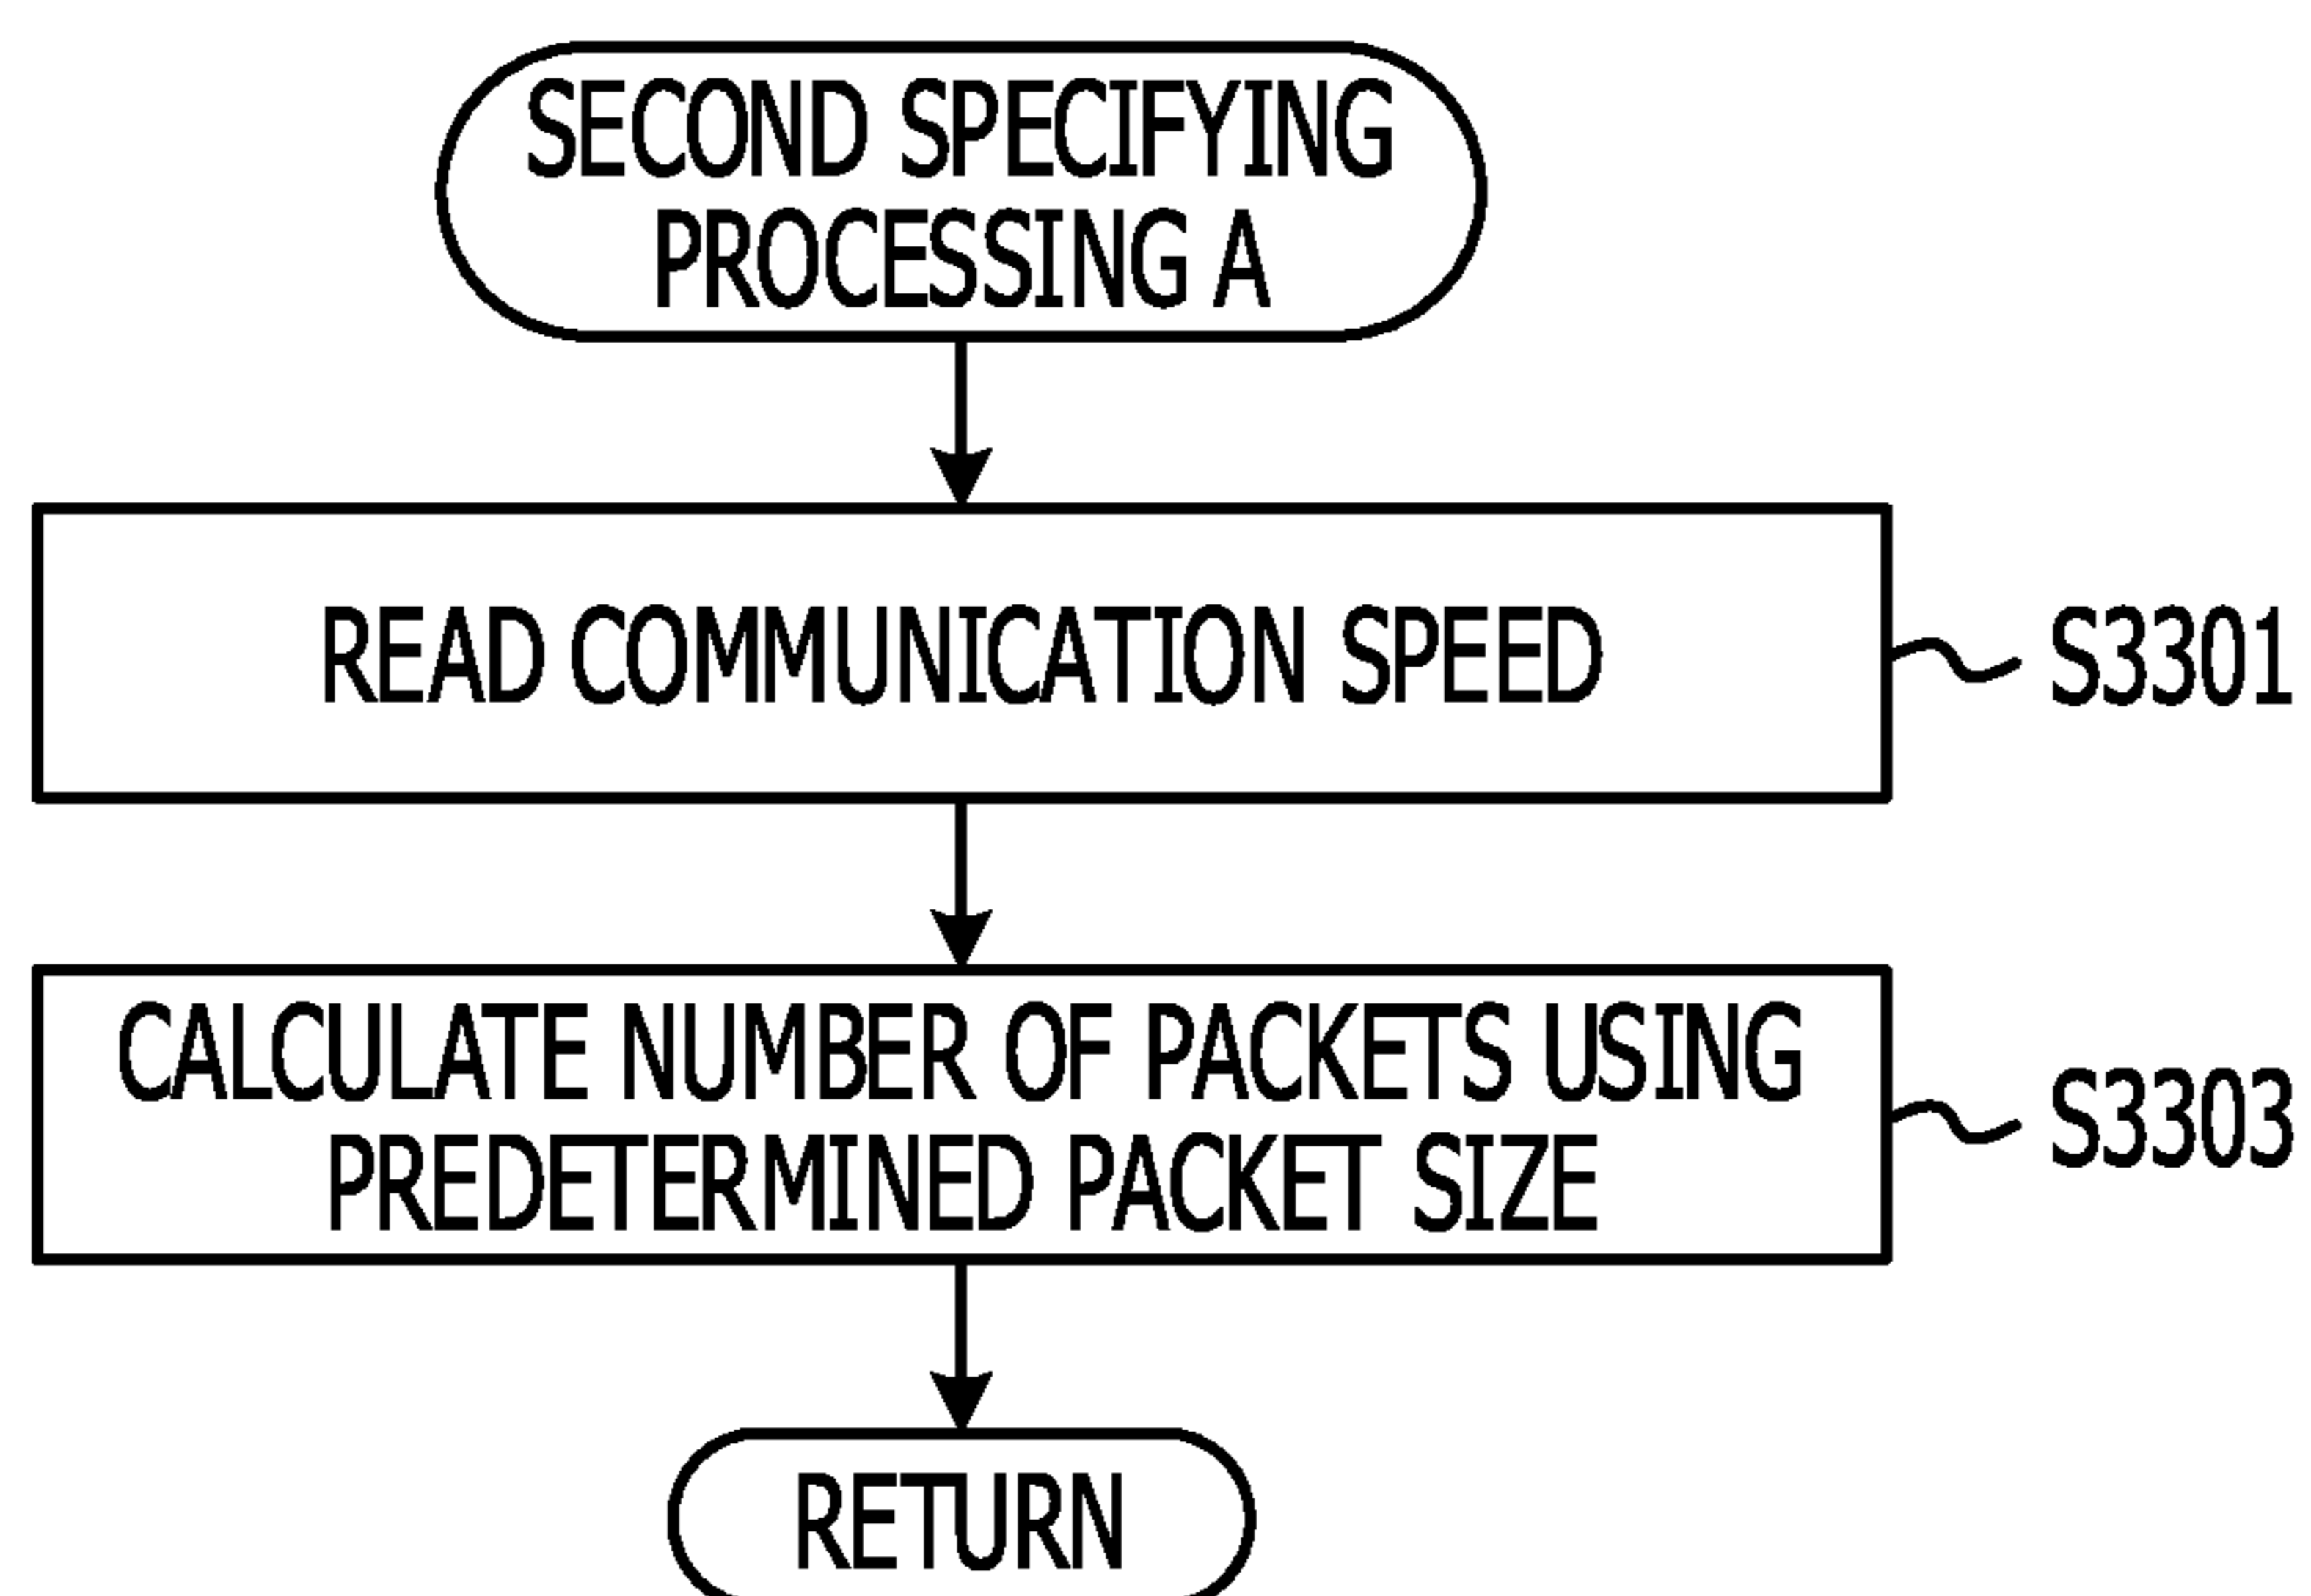 SECOND SPECIFYING
PROCESSING A
READ COMMUNICATION SPEED
S3301
CALCULATE NUMBER OF PACKETS USING
PREDETERMINED PACKET SIZE
S3303
RETURN